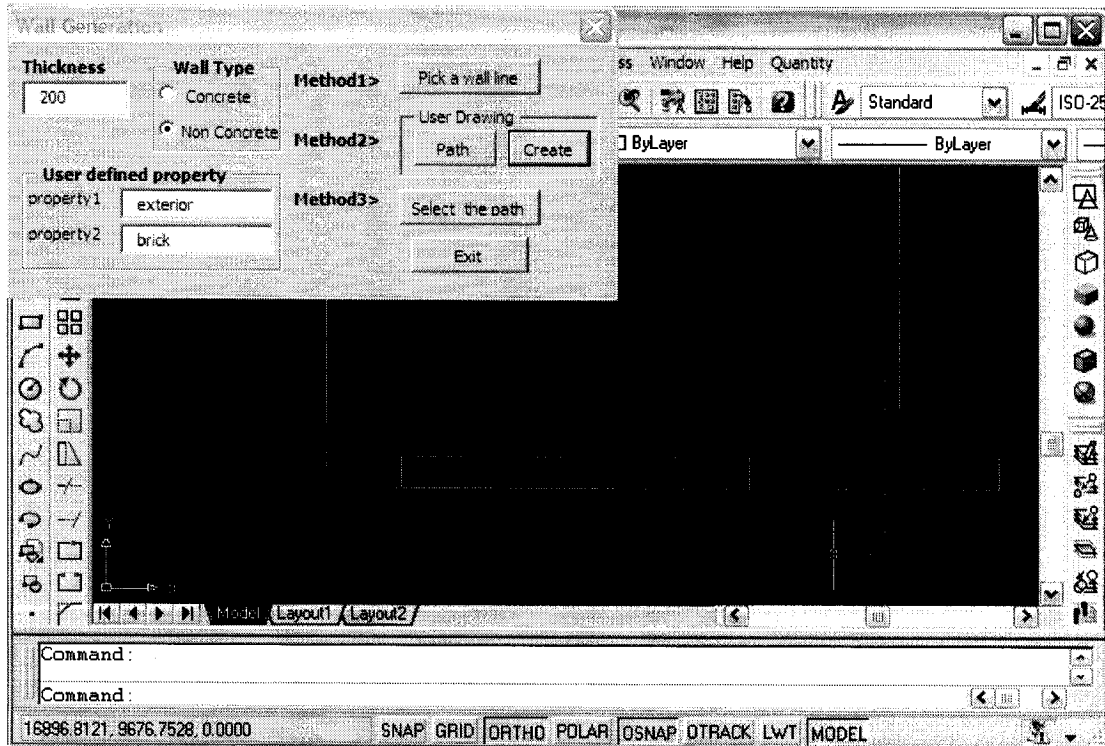 Wall Generation
Thickness
200
Wall Type
Concrete
Non Concrete
User defined property
property1 exterior
property2 brick
Method1> Pick a wall line
User Drawing
Method2> Path Create
Method3> Select the path
Exit
ss Window Help Quantity
Standard ISO-25
ByLayer ByLayer
Y
X
Model Layout1 Layout2
Command:
Command:
16896.8121, 9676.7528, 0.0000 SNAP GRID ORTHO POLAR OSNAP OTRACK LWT MODEL